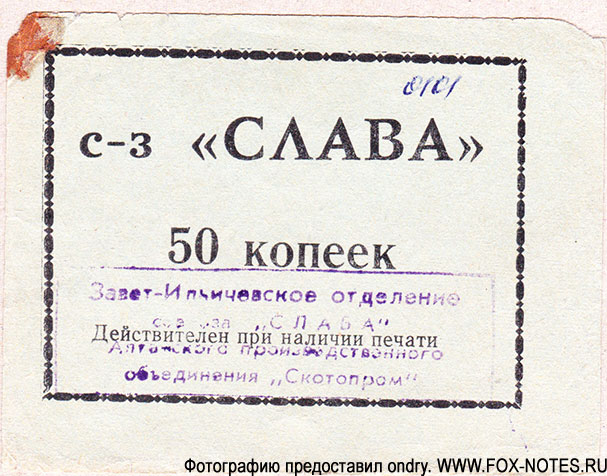 0101
с-з «СЛАВА»
50 копеек
Завет-Ильичевское отделение
совхоза „СЛАВА"
Действителен при наличии печати
Алтайского производственного
объединения „Скотопром"
Фотографию предоставил ondry. WWW.FOX-NOTES.RU